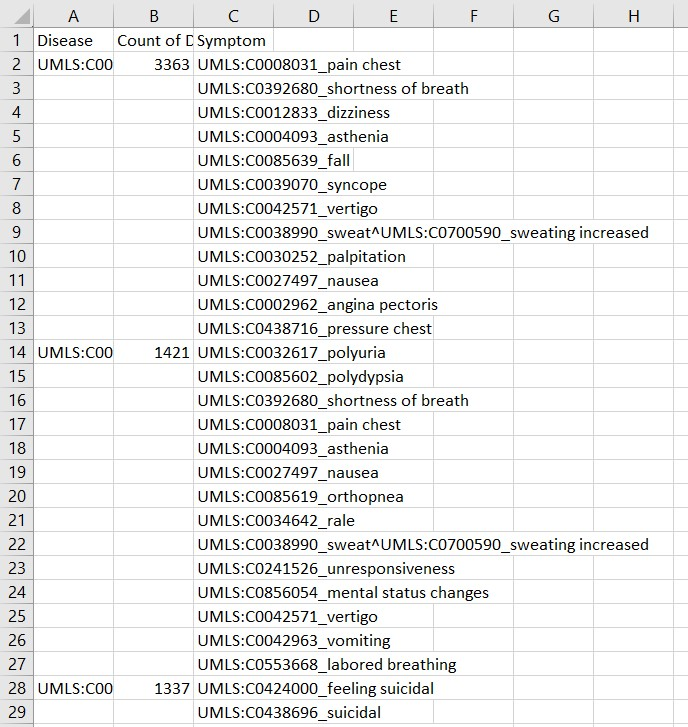 A B C D E F G H
1 Disease Count of D Symptom
2 UMLS:C00 3363 UMLS:C0008031_pain chest
3 UMLS:C0392680_shortness of breath
4 UMLS:C0012833_dizziness
5 UMLS:C0004093_asthenia
6 UMLS:C0085639_fall
7 UMLS:C0039070_syncope
8 UMLS:C0042571_vertigo
9 UMLS:C0038990_sweat^UMLS:C0700590_sweating increased
10 UMLS:C0030252_palpitation
11 UMLS:C0027497_nausea
12 UMLS:C0002962_angina pectoris
13 UMLS:C0438716_pressure chest
14 UMLS:C00 1421 UMLS:C0032617_polyuria
15 UMLS:C0085602_polydypsia
16 UMLS:C0392680_shortness of breath
17 UMLS:C0008031_pain chest
18 UMLS:C0004093_asthenia
19 UMLS:C0027497_nausea
20 UMLS:C0085619_orthopnea
21 UMLS:C0034642_rale
22 UMLS:C0038990_sweat^UMLS:C0700590_sweating increased
23 UMLS:C0241526_unresponsiveness
24 UMLS:C0856054_mental status changes
25 UMLS:C0042571_vertigo
26 UMLS:C0042963_vomiting
27 UMLS:C0553668_labored breathing
28 UMLS:C00 1337 UMLS:C0424000_feeling suicidal
29 UMLS:C0438696_suicidal